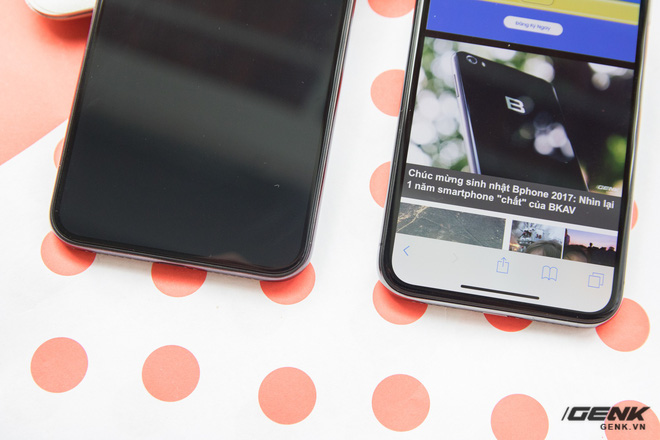 Đăng Ký Ngay
B
GENK
Chúc mừng sinh nhật Bphone 2017: Nhìn lại
1 năm smartphone "chất" của BKAV
GENK
GENK.VN